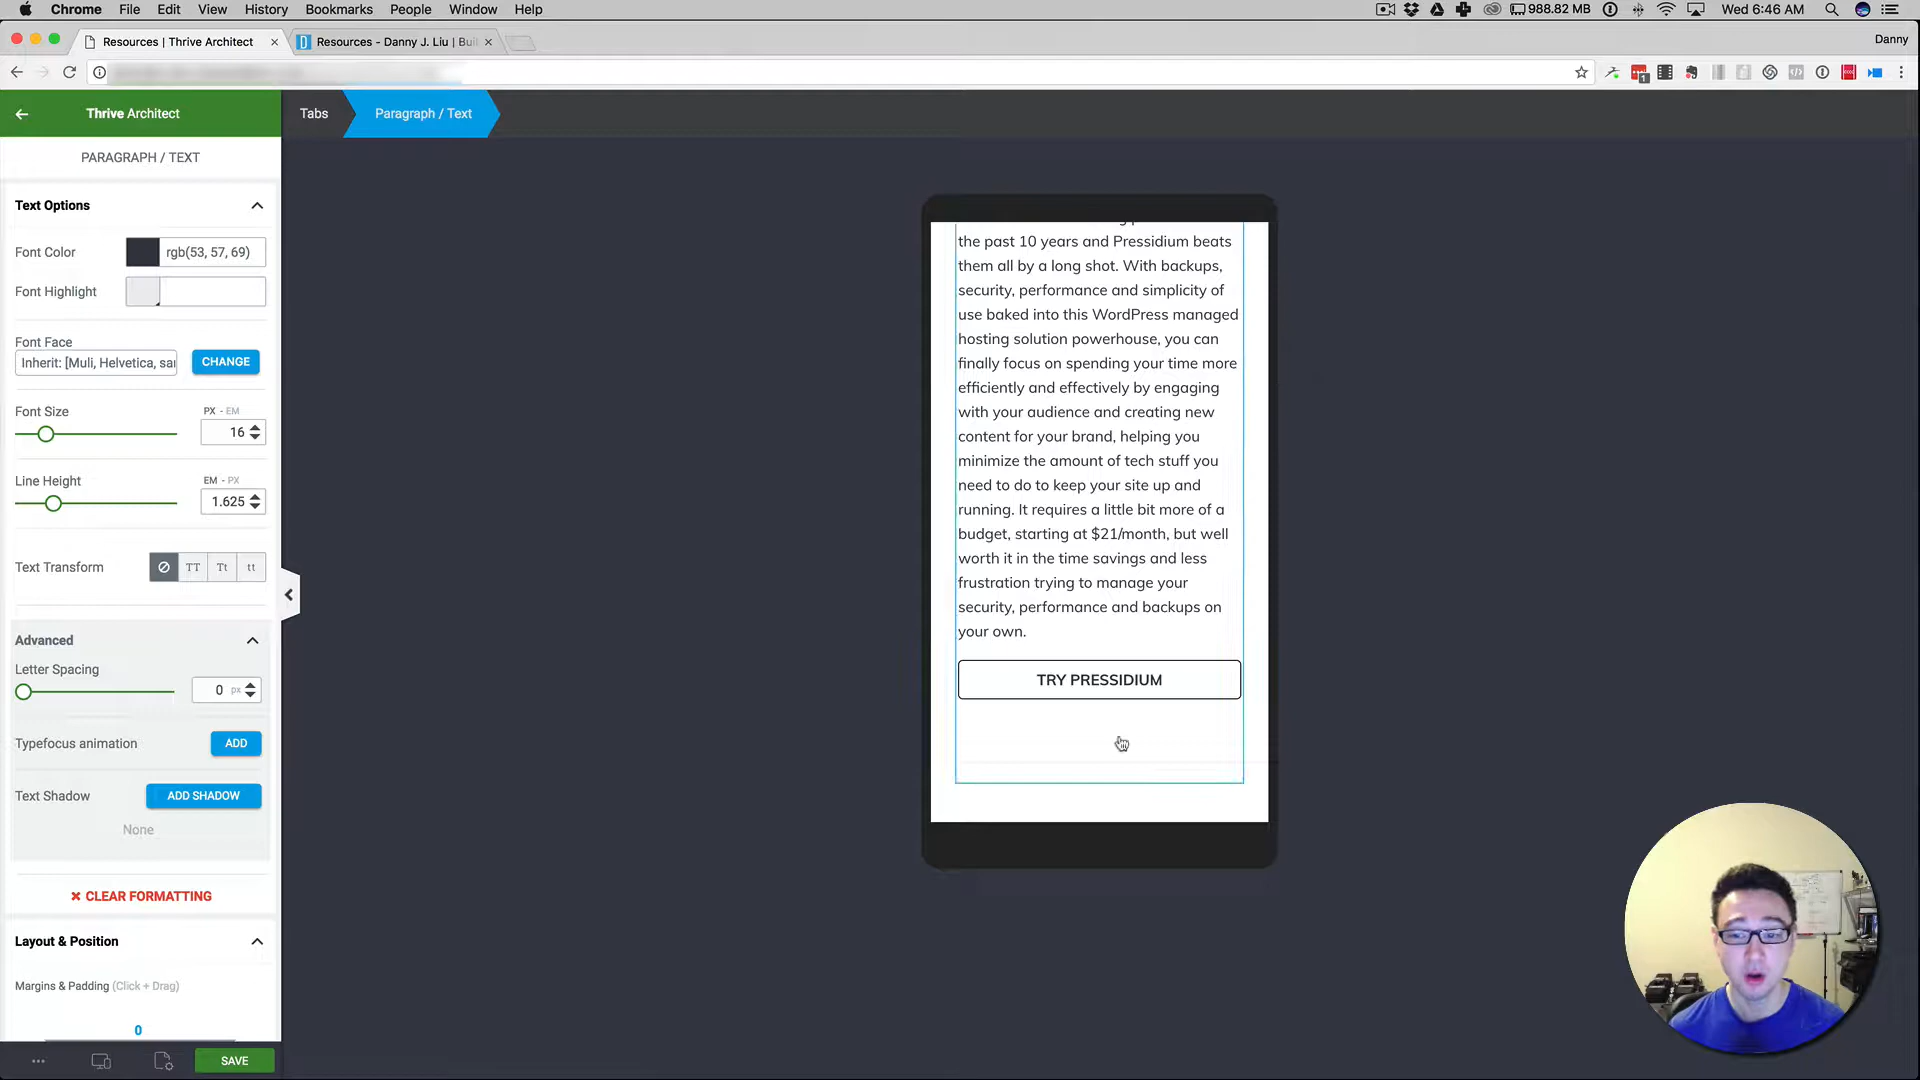 Chrome File Edit View History Bookmarks People Window Help
988.82 MB Wed 6:46 AM
Resources | Thrive Architect
Resources - Danny J. Liu | Buil
Danny
Thrive Architect
Tabs
Paragraph / Text
PARAGRAPH / TEXT
Text Options
Font Color rgb(53, 57, 69)
Font Highlight
Font Face
Inherit: [Muli, Helvetica, sa
CHANGE
Font Size PX - EM
16
Line Height EM - PX
1.625
Text Transform TT Tt tt
Advanced
Letter Spacing
0 px
Typefocus animation ADD
Text Shadow ADD SHADOW
None
CLEAR FORMATTING
Layout & Position
Margins & Padding (Click + Drag)
0
SAVE
the past 10 years and Pressidium beats
them all by a long shot. With backups,
security, performance and simplicity of
use baked into this WordPress managed
hosting solution powerhouse, you can
finally focus on spending your time more
efficiently and effectively by engaging
with your audience and creating new
content for your brand, helping you
minimize the amount of tech stuff you
need to do to keep your site up and
running. It requires a little bit more of a
budget, starting at $21/month, but well
worth it in the time savings and less
frustration trying to manage your
security, performance and backups on
your own.
TRY PRESSIDIUM